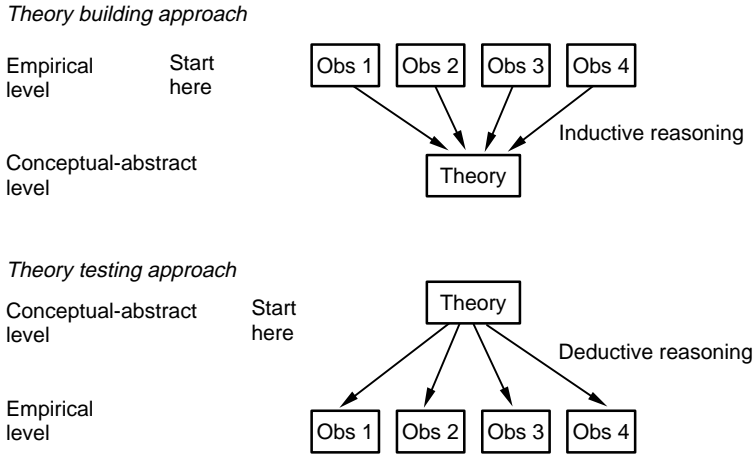 Theory building approach
Empirical level
Start here
Obs 1 Obs 2 Obs 3 Obs 4
Inductive reasoning
Conceptual-abstract level
Theory
Theory testing approach
Conceptual-abstract level
Start here
Theory
Deductive reasoning
Empirical level
Obs 1 Obs 2 Obs 3 Obs 4